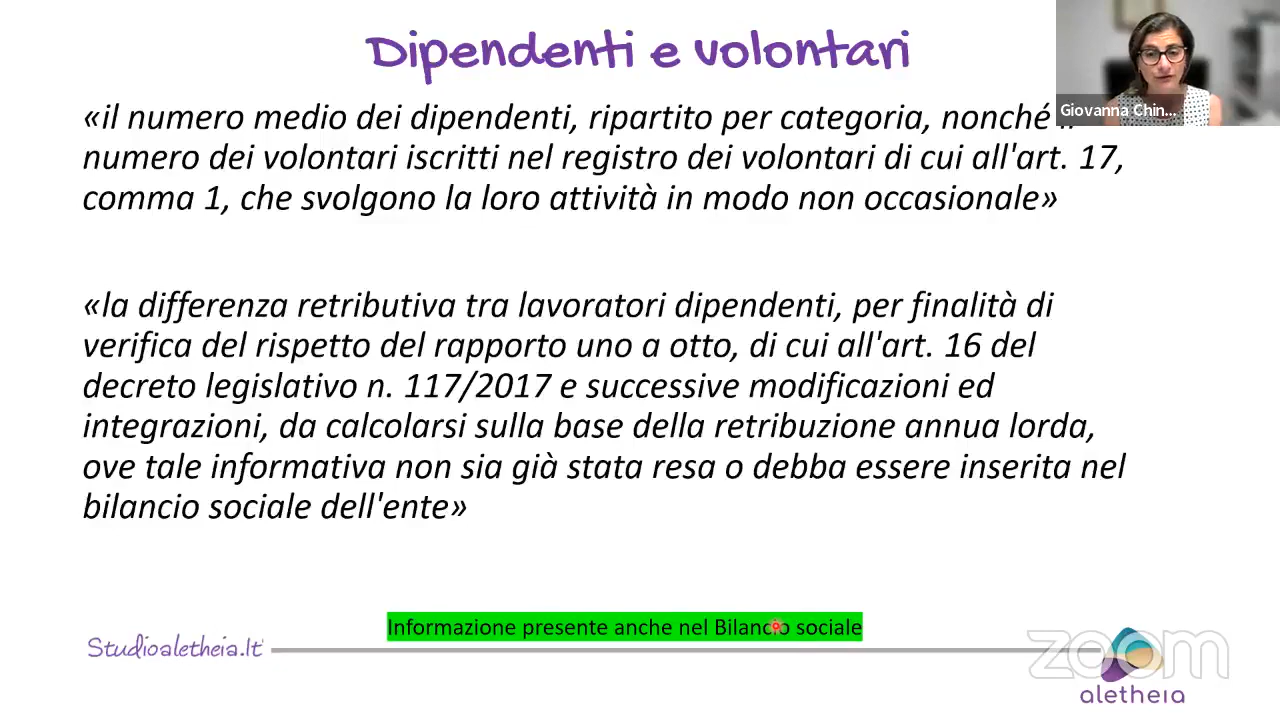 Dipendenti e volontari
Giovanna Chin...
«il numero medio dei dipendenti, ripartito per categoria, nonché
numero dei volontari iscritti nel registro dei volontari di cui all'art. 17,
comma 1, che svolgono la loro attività in modo non occasionale»
«la differenza retributiva tra lavoratori dipendenti, per finalità di
verifica del rispetto del rapporto uno a otto, di cui all'art. 16 del
decreto legislativo n. 117/2017 e successive modificazioni ed
integrazioni, da calcolarsi sulla base della retribuzione annua lorda,
ove tale informativa non sia già stata resa o debba essere inserita nel
bilancio sociale dell'ente»
Informazione presente anche nel Bilancio sociale
Studioaletheia.It
zoom
aletheia